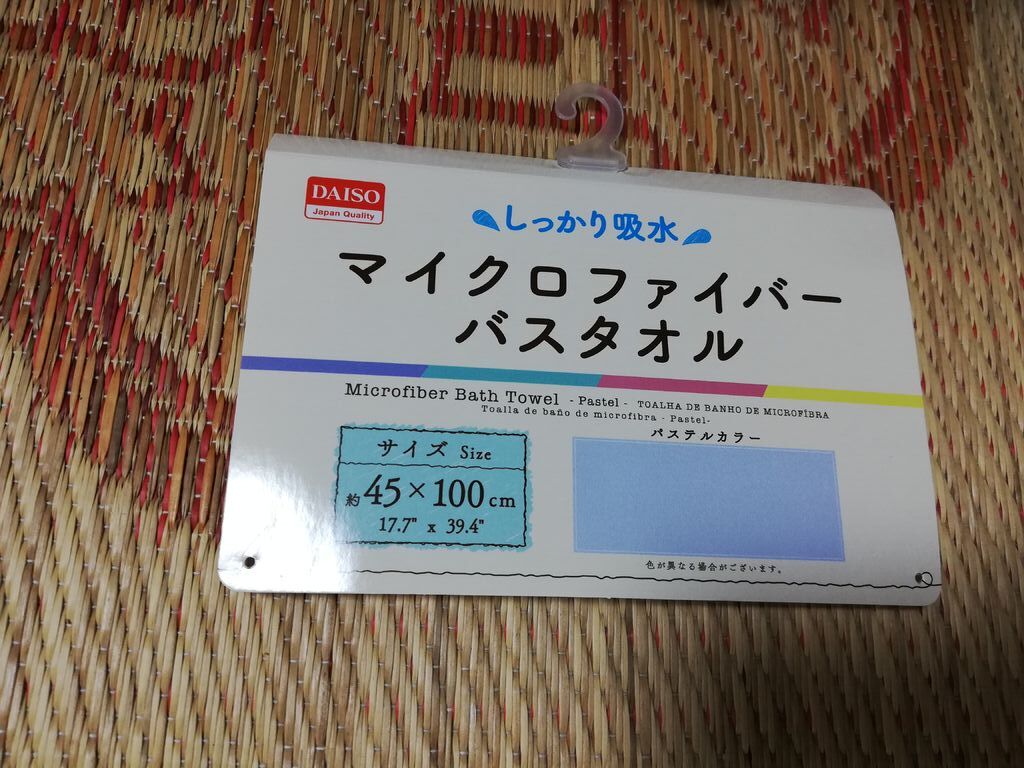 DAISO
Japan Quality
しっかり吸水
マイクロファイバー
バスタオル
Microfiber Bath Towel - Pastel - TOALHA DE BANHO DE MICROFIBRA
Toalla de baño de microfibra - Pastel-
サイズ Size
約45×100cm
17.7" x 39.4"
パステルカラー
色が異なる場合がございます。